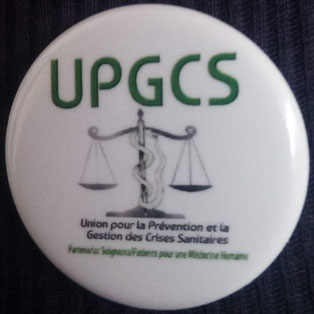 UPGCS
Union pour la Prévention et la
Gestion des Crises Sanitaires
Partenariat Soignants/Patients pour une Médecine Humaine